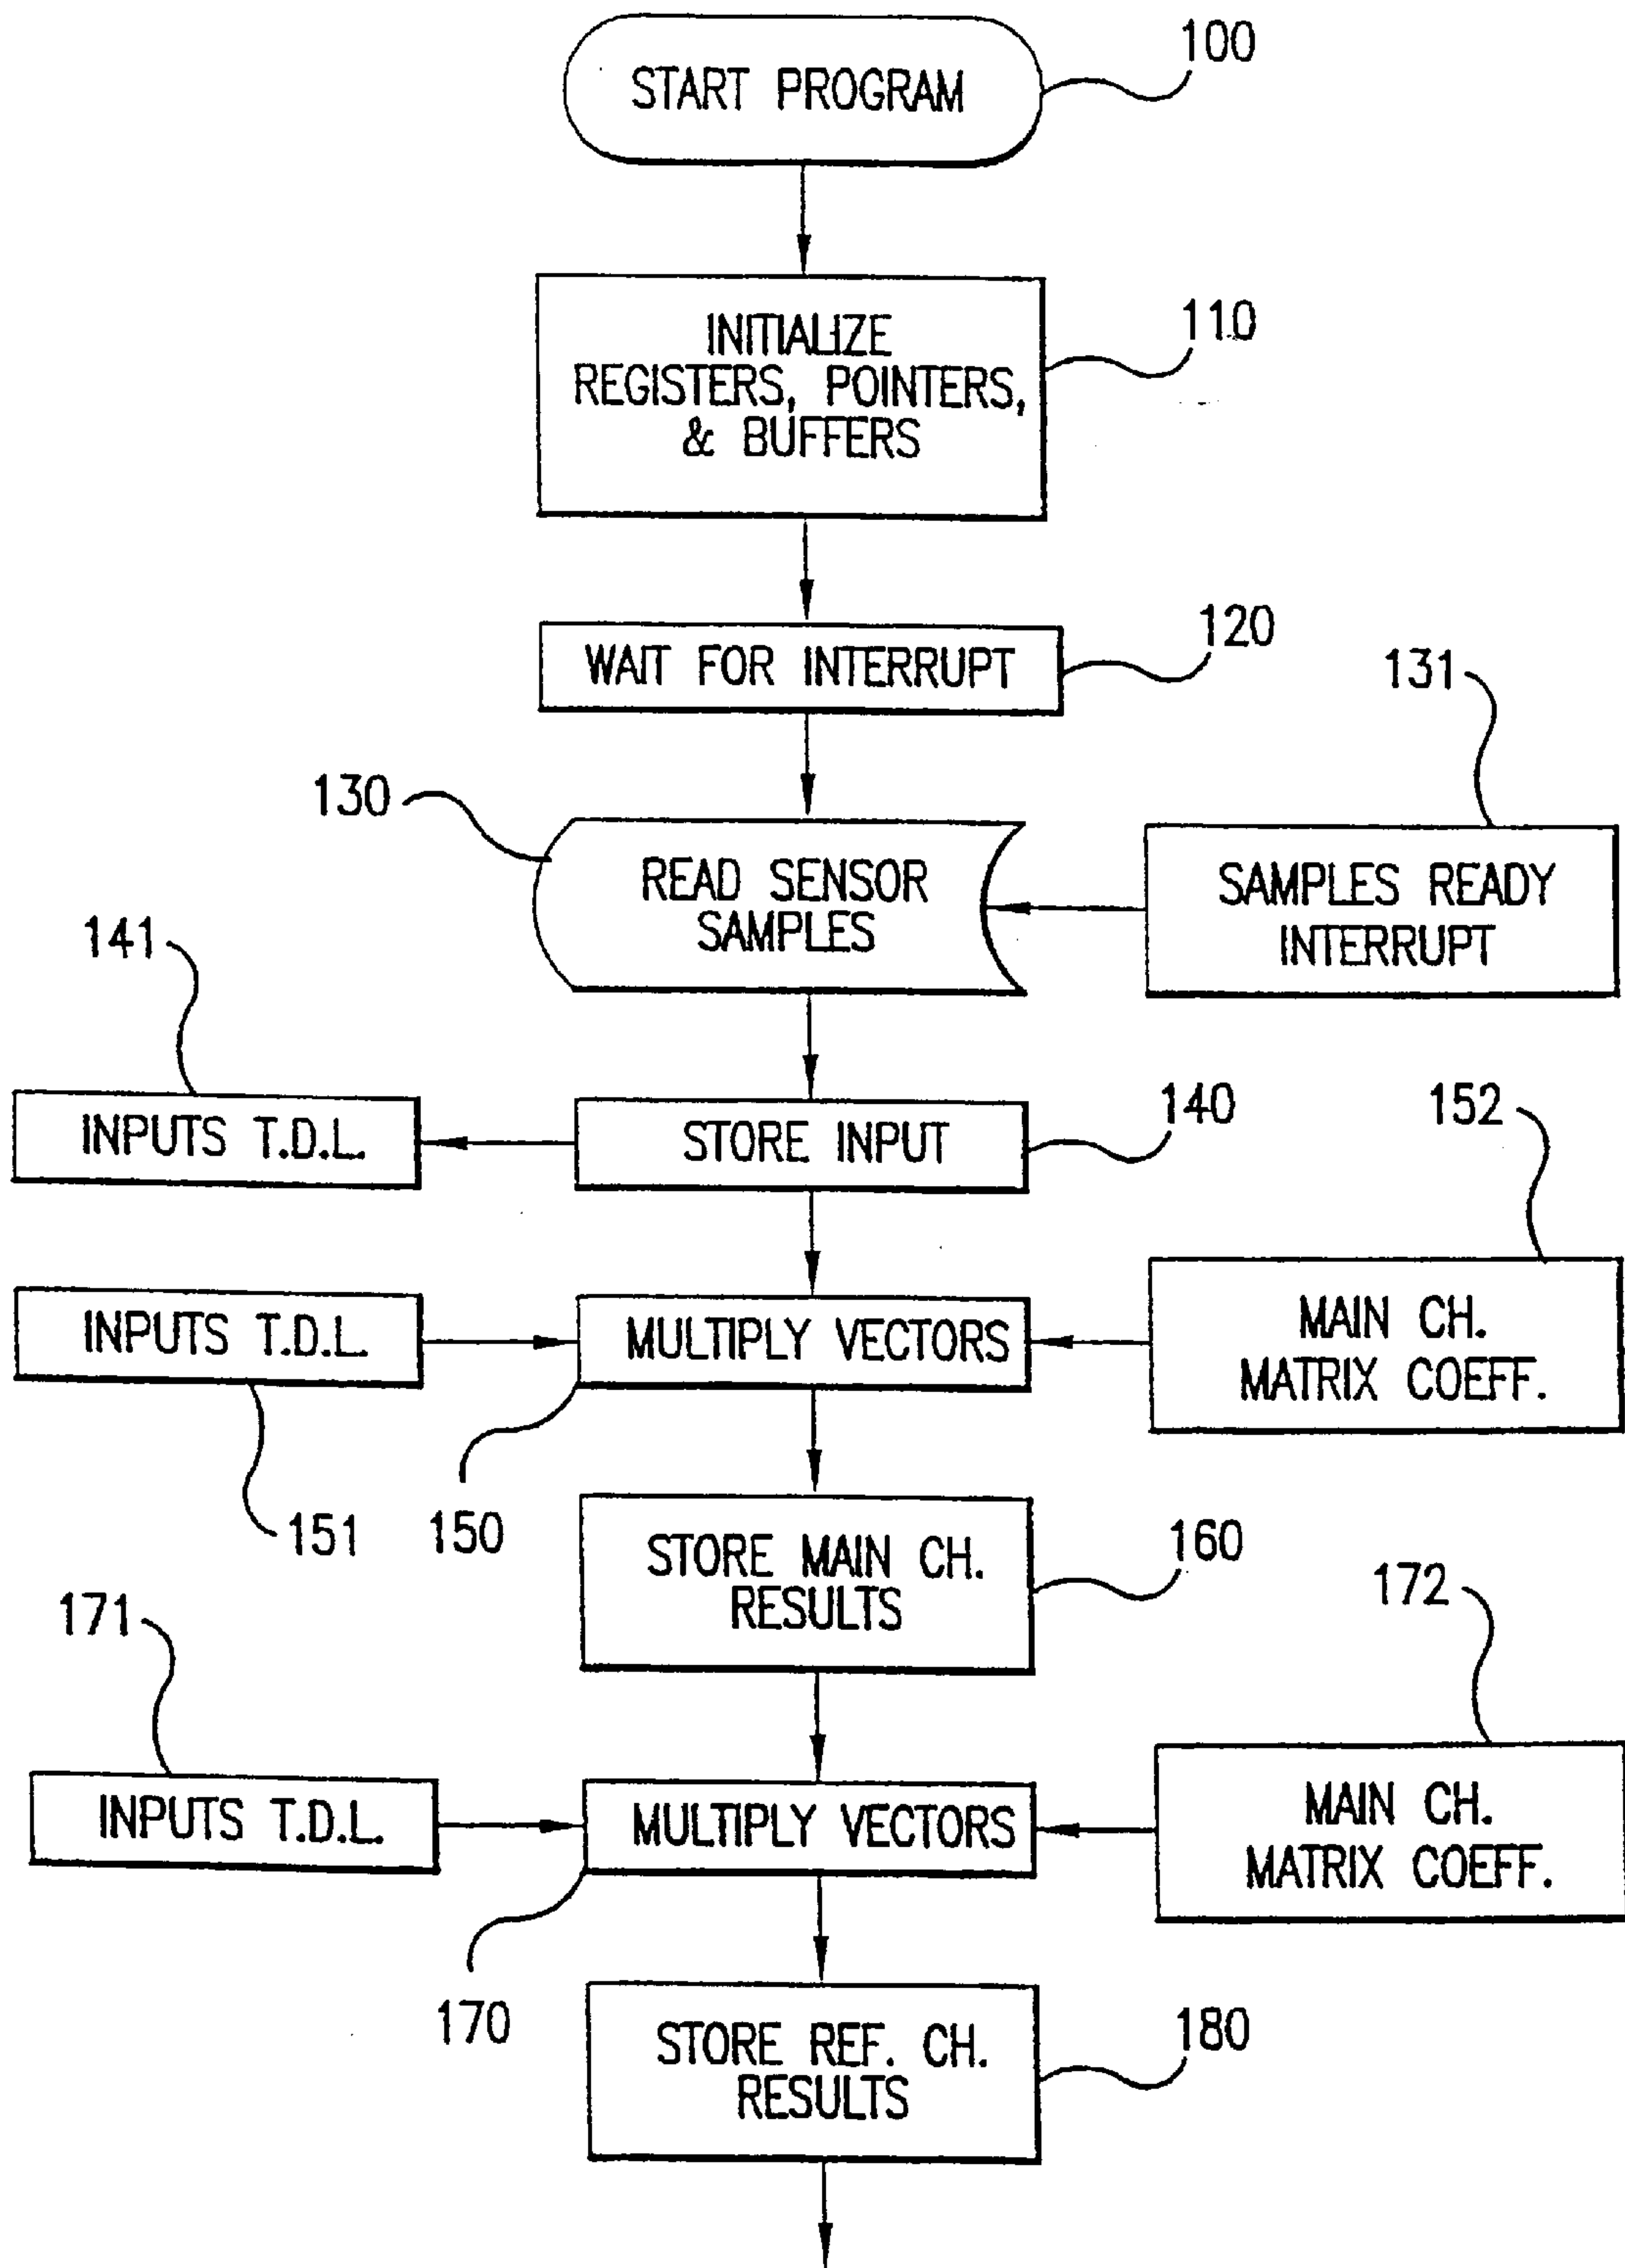 START PROGRAM
100
INITIALIZE
REGISTERS, POINTERS,
& BUFFERS
110
WAIT FOR INTERRUPT
120
131
130
READ SENSOR
SAMPLES
SAMPLES READY
INTERRUPT
141
INPUTS T.D.L.
STORE INPUT
140
152
INPUTS T.D.L.
MULTIPLY VECTORS
MAIN CH.
MATRIX COEFF.
151
150
STORE MAIN CH.
RESULTS
160
171
172
INPUTS T.D.L.
MULTIPLY VECTORS
MAIN CH.
MATRIX COEFF.
170
STORE REF. CH.
RESULTS
180